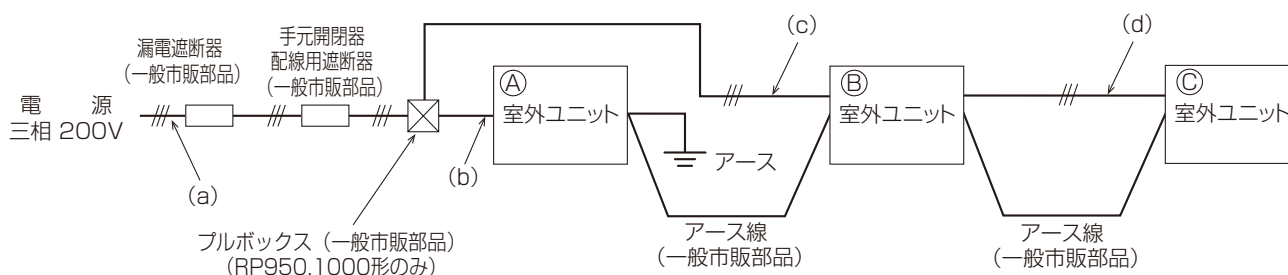 漏電遮断器
(一般市販部品)
手元開閉器
配線用遮断器
(一般市販部品)
電　　源
三相 200V
(a)
プルボックス（一般市販部品）
(RP950.1000形のみ)
(b)
Ⓐ
室外ユニット
アース
(c)
アース線
(一般市販部品)
Ⓑ
室外ユニット
(d)
アース線
(一般市販部品)
Ⓒ
室外ユニット